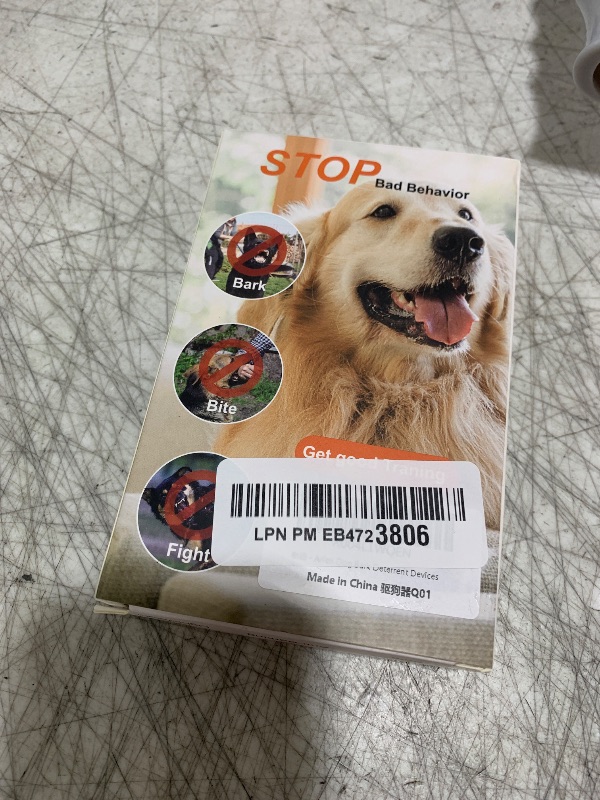 STOP
Bad Behavior
Bark
Bite
Fight
Get good Traning
LPN PM EB4723806
Deterrent Devices
Made in China 驱狗器Q01